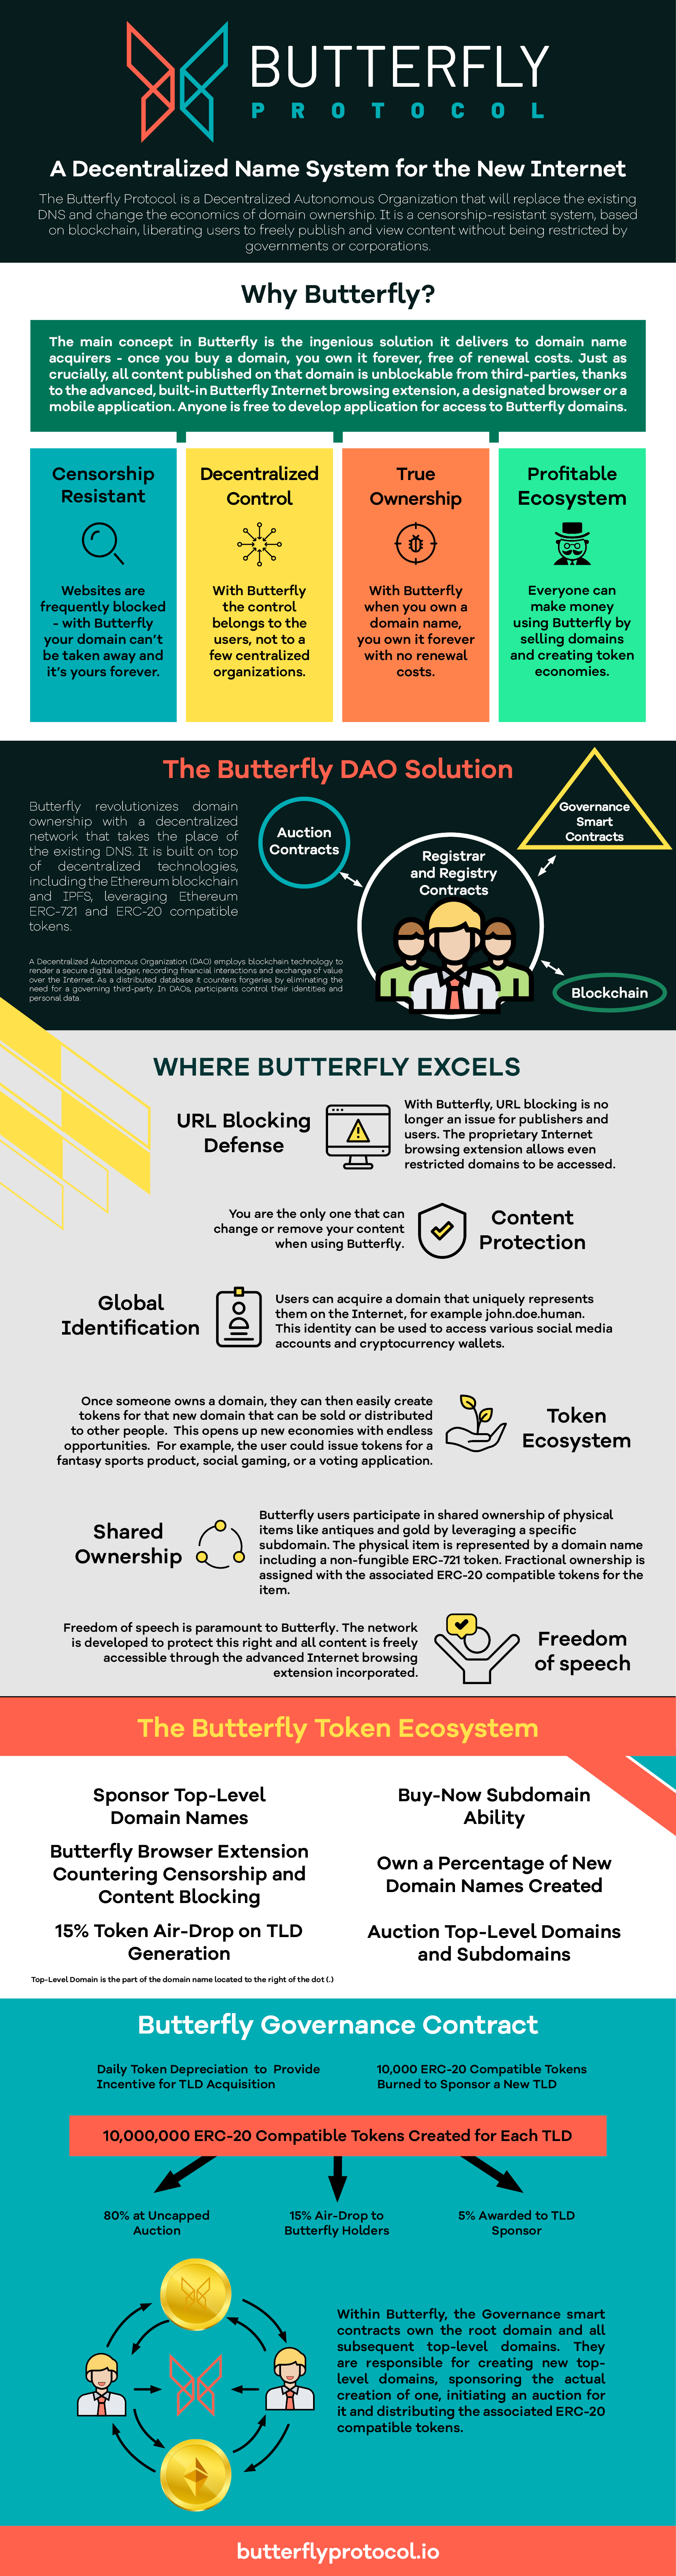 BUTTERFLY
PROTOCOL
A Decentralized Name System for the New Internet
The Butterfly Protocol is a Decentralized Autonomous Organization that will replace the existing
DNS and change the economics of domain ownership. It is a censorship-resistant system, based
on blockchain, liberating users to freely publish and view content without being restricted by
governments or corporations.
Why Butterfly?
The main concept in Butterfly is the ingenious solution it delivers to domain name
acquirers - once you buy a domain, you own it forever, free of renewal costs. Just as
crucially, all content published on that domain is unblockable from third-parties, thanks
to the advanced, built-in Butterfly Internet browsing extension, a designated browser or a
mobile application. Anyone is free to develop application for access to Butterfly domains.
Censorship
Resistant
Websites are
frequently blocked
- with Butterfly
your domain can't
be taken away and
it's yours forever.
Decentralized
Control
With Butterfly
the control
belongs to the
users, not to a
few centralized
organizations.
True
Ownership
With Butterfly
when you own a
domain name,
you own it forever
with no renewal
costs.
Profitable
Ecosystem
Everyone can
make money
using Butterfly by
selling domains
and creating token
economies.
The Butterfly DAO Solution
Butterfly revolutionizes domain
ownership with a decentralized
network that takes the place of
the existing DNS. It is built on top
of decentralized technologies,
including the Ethereum blockchain
and IPFS, leveraging Ethereum
ERC-721 and ERC-20 compatible
tokens.
A Decentralized Autonomous Organization (DAO) employs blockchain technology to
render a secure digital ledger, recording financial interactions and exchange of value
over the Internet. As a distributed database it counters forgeries by eliminating the
need for a governing third-party. In DAOs, participants control their identities and
personal data.
Auction
Contracts
Registrar
and Registry
Contracts
Governance
Smart
Contracts
Blockchain
WHERE BUTTERFLY EXCELS
URL Blocking
Defense
With Butterfly, URL blocking is no
longer an issue for publishers and
users. The proprietary Internet
browsing extension allows even
restricted domains to be accessed.
You are the only one that can
change or remove your content
when using Butterfly.
Content
Protection
Global
Identification
Users can acquire a domain that uniquely represents
them on the Internet, for example john.doe.human.
This identity can be used to access various social media
accounts and cryptocurrency wallets.
Once someone owns a domain, they can then easily create
tokens for that new domain that can be sold or distributed
to other people. This opens up new economies with endless
opportunities. For example, the user could issue tokens for a
fantasy sports product, social gaming, or a voting application.
Token
Ecosystem
Shared
Ownership
Butterfly users participate in shared ownership of physical
items like antiques and gold by leveraging a specific
subdomain. The physical item is represented by a domain name
including a non-fungible ERC-721 token. Fractional ownership is
assigned with the associated ERC-20 compatible tokens for the
item.
Freedom of speech is paramount to Butterfly. The network
is developed to protect this right and all content is freely
accessible through the advanced Internet browsing
extension incorporated.
Freedom
of speech
The Butterfly Token Ecosystem
Sponsor Top-Level
Domain Names
Butterfly Browser Extension
Countering Censorship and
Content Blocking
15% Token Air-Drop on TLD
Generation
Buy-Now Subdomain
Ability
Own a Percentage of New
Domain Names Created
Auction Top-Level Domains
and Subdomains
Top-Level Domain is the part of the domain name located to the right of the dot (.)
Butterfly Governance Contract
Daily Token Depreciation to Provide
Incentive for TLD Acquisition
10,000 ERC-20 Compatible Tokens
Burned to Sponsor a New TLD
10,000,000 ERC-20 Compatible Tokens Created for Each TLD
80% at Uncapped
Auction
15% Air-Drop to
Butterfly Holders
5% Awarded to TLD
Sponsor
Within Butterfly, the Governance smart
contracts own the root domain and all
subsequent top-level domains. They
are responsible for creating new top-
level domains, sponsoring the actual
creation of one, initiating an auction for
it and distributing the associated ERC-20
compatible tokens.
butterflyprotocol.io